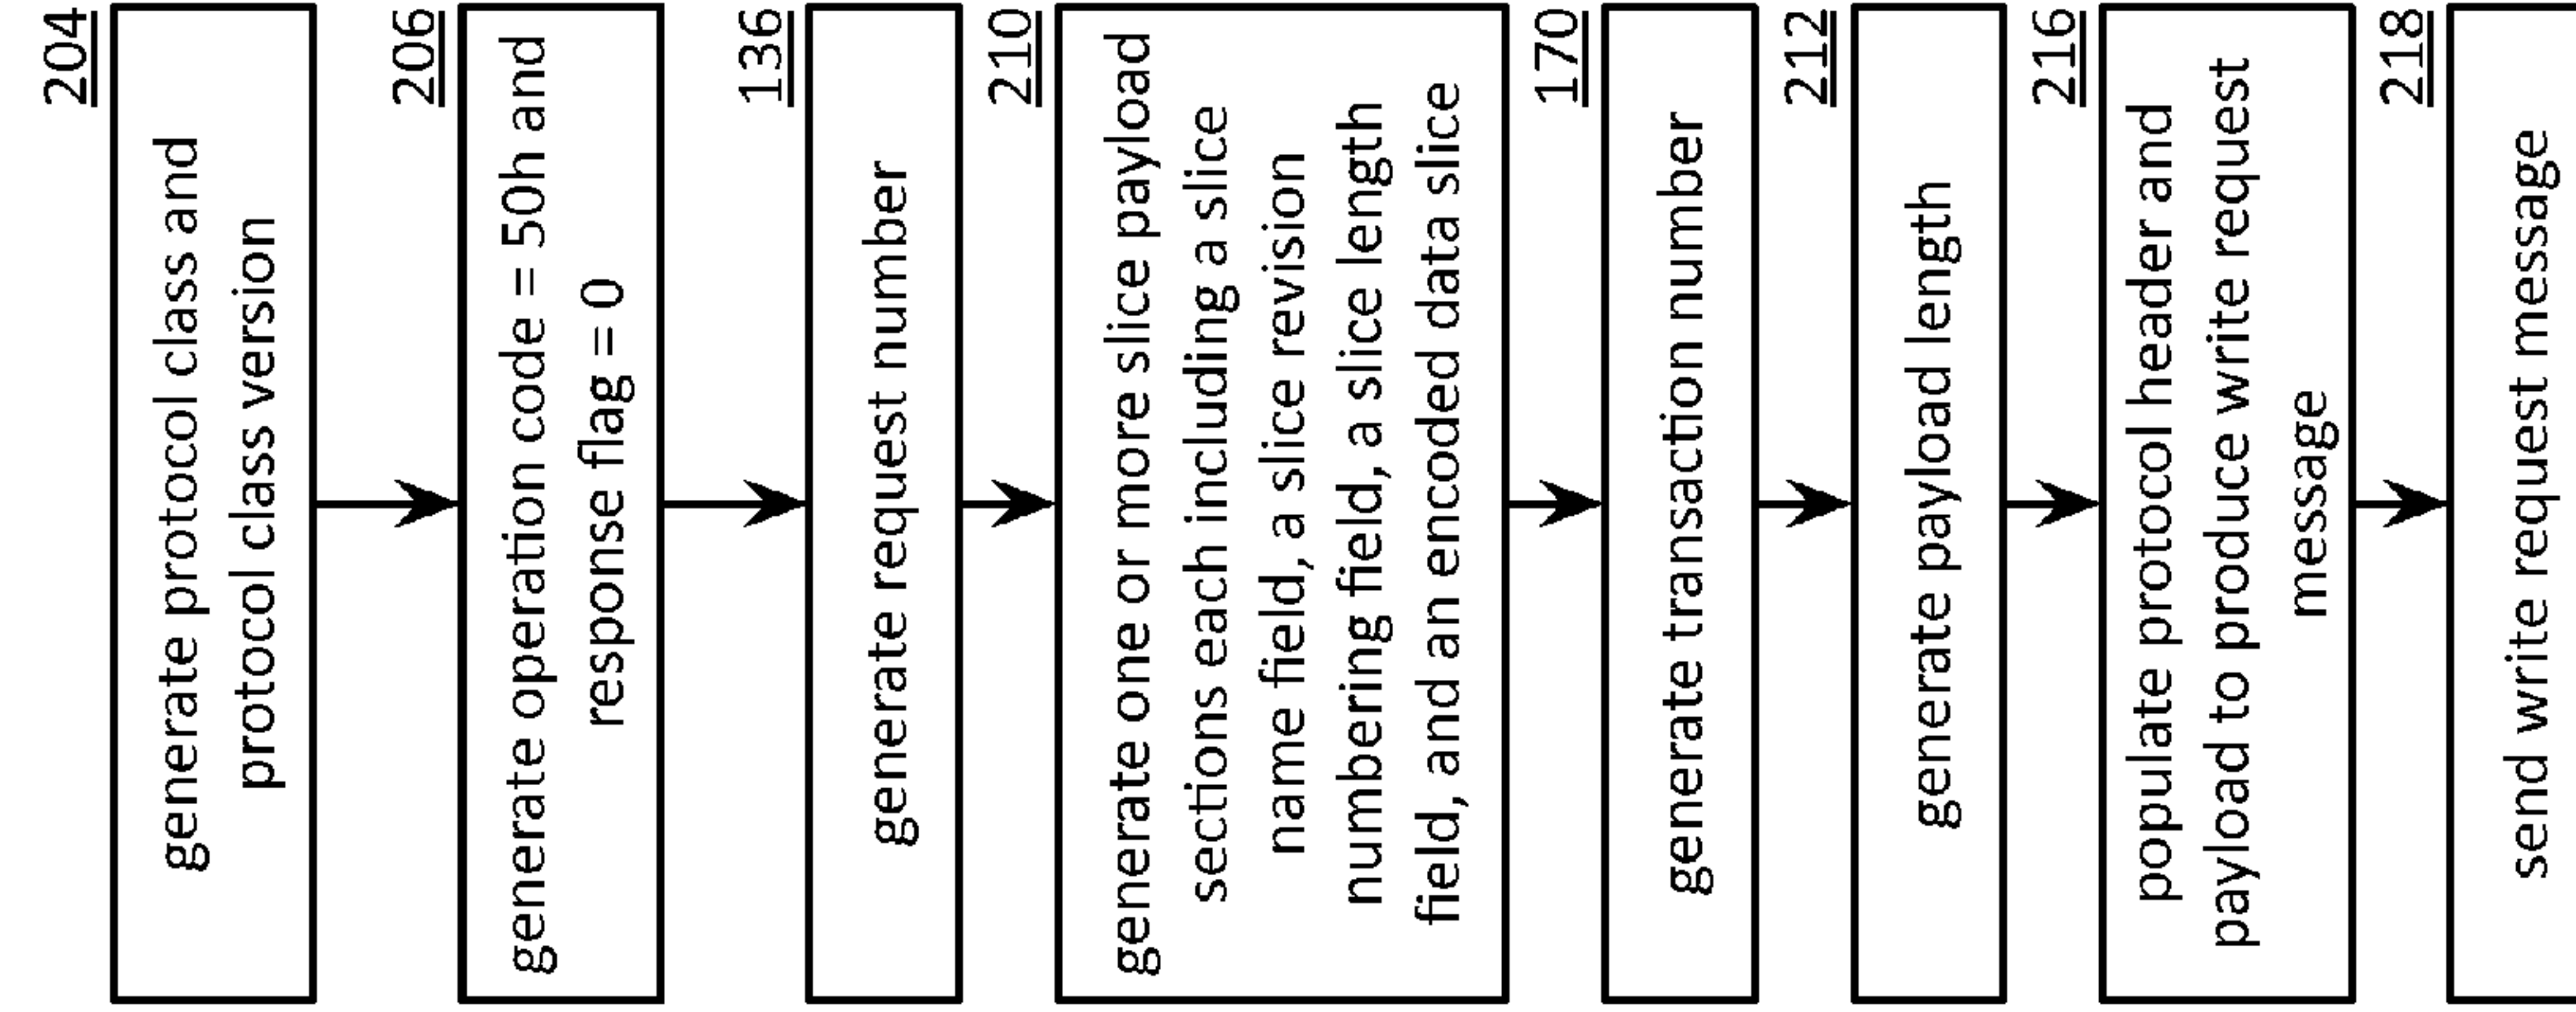 204
generate protocol class and
protocol class version
206
generate operation code = 50h and
response flag = 0
136
generate request number
210
generate one or more slice payload
sections each including a slice
name field, a slice revision
numbering field, a slice length
field, and an encoded data slice
170
generate transaction number
212
generate payload length
216
populate protocol header and
payload to produce write request
message
218
send write request message